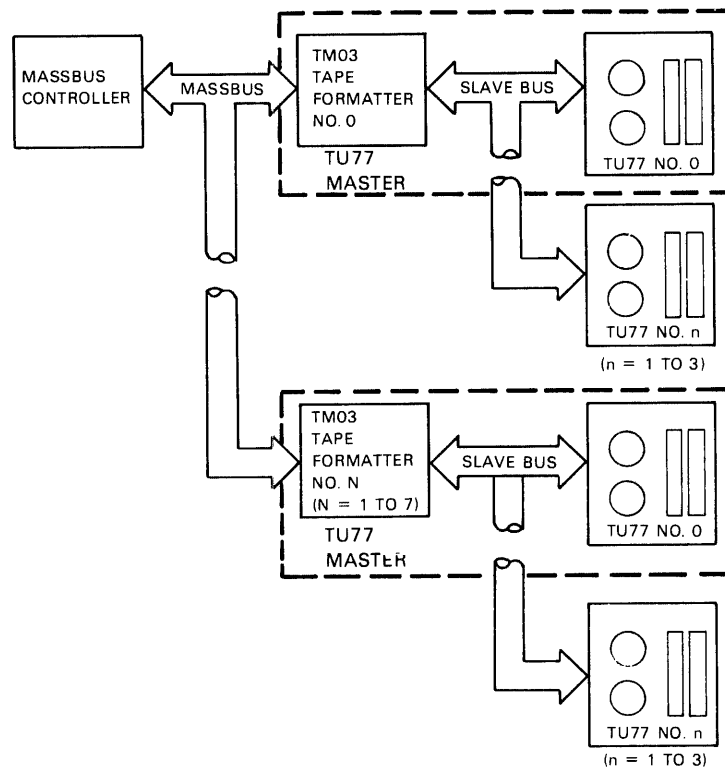 MASSBUS
CONTROLLER
MASSBUS
TM03
TAPE
FORMATTER
NO. 0
TU77
MASTER
SLAVE BUS
TU77 NO. 0
TU77 NO. n
(n = 1 TO 3)
TM03
TAPE
FORMATTER
NO. N
(N = 1 TO 7)
TU77
MASTER
SLAVE BUS
TU77 NO. 0
TU77 NO. n
(n = 1 TO 3)